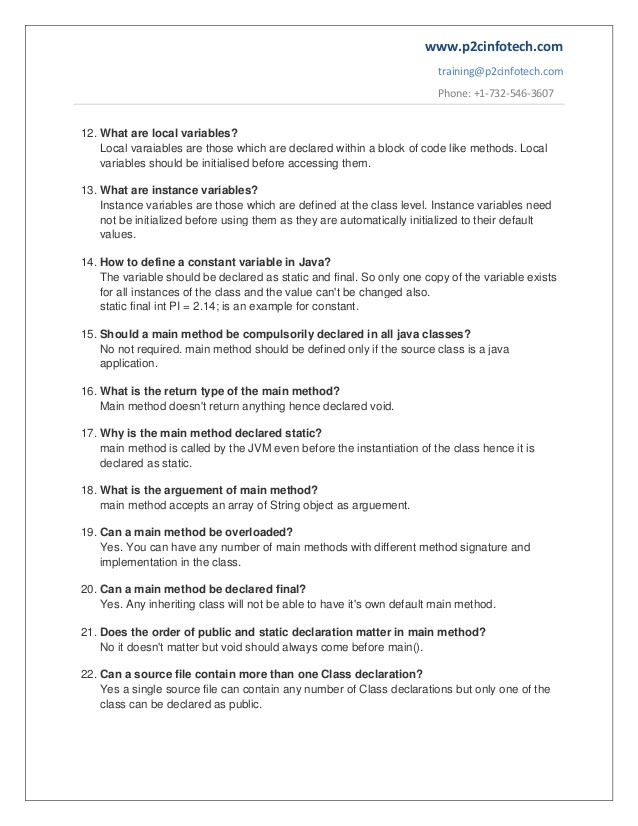 www.p2cinfotech.com
training@p2cinfotech.com
Phone: +1-732-546-3607
12. What are local variables?
Local varaiables are those which are declared within a block of code like methods. Local
variables should be initialised before accessing them.
13. What are instance variables?
Instance variables are those which are defined at the class level. Instance variables need
not be initialized before using them as they are automatically initialized to their default
values.
14. How to define a constant variable in Java?
The variable should be declared as static and final. So only one copy of the variable exists
for all instances of the class and the value can't be changed also.
static final int PI = 2.14; is an example for constant.
15. Should a main method be compulsorily declared in all java classes?
No not required. main method should be defined only if the source class is a java
application.
16. What is the return type of the main method?
Main method doesn't return anything hence declared void.
17. Why is the main method declared static?
main method is called by the JVM even before the instantiation of the class hence it is
declared as static.
18. What is the arguement of main method?
main method accepts an array of String object as arguement.
19. Can a main method be overloaded?
Yes. You can have any number of main methods with different method signature and
implementation in the class.
20. Can a main method be declared final?
Yes. Any inheriting class will not be able to have it's own default main method.
21. Does the order of public and static declaration matter in main method?
No it doesn't matter but void should always come before main().
22. Can a source file contain more than one Class declaration?
Yes a single source file can contain any number of Class declarations but only one of the
class can be declared as public.